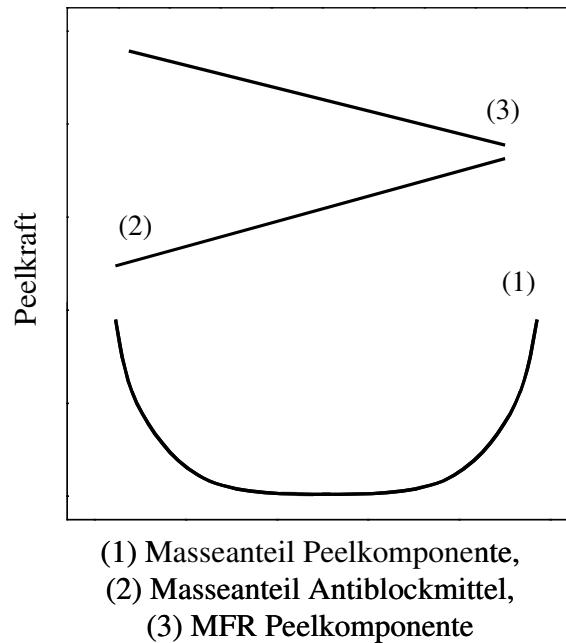 (3)
(2)
(1)
Peelkraft
(1) Masseanteil Peelkomponente,
(2) Masseanteil Antiblockmittel,
(3) MFR Peelkomponente